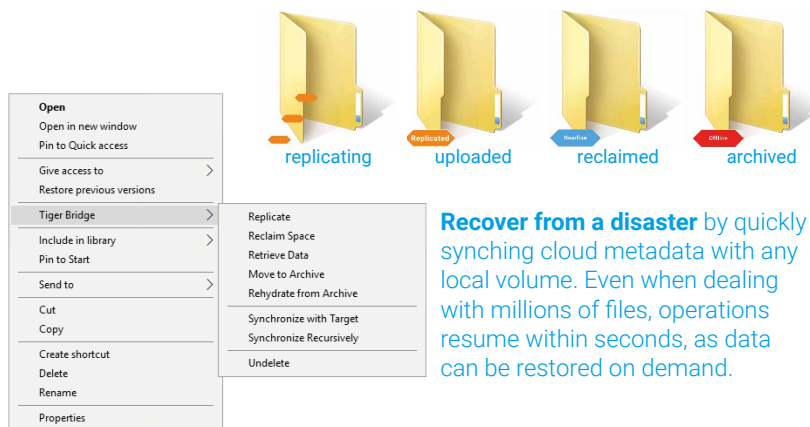 Replicated
Nearline
Offline
replicating
uploaded
reclaimed
archived
Open
Open in new window
Pin to Quick access
Give access to
Restore previous versions
Tiger Bridge
Include in library
Pin to Start
Send to
Cut
Copy
Create shortcut
Delete
Rename
Properties
Replicate
Reclaim Space
Retrieve Data
Move to Archive
Rehydrate from Archive
Synchronize with Target
Synchronize Recursively
Undelete
Recover from a disaster by quickly
synching cloud metadata with any
local volume. Even when dealing
with millions of files, operations
resume within seconds, as data
can be restored on demand.